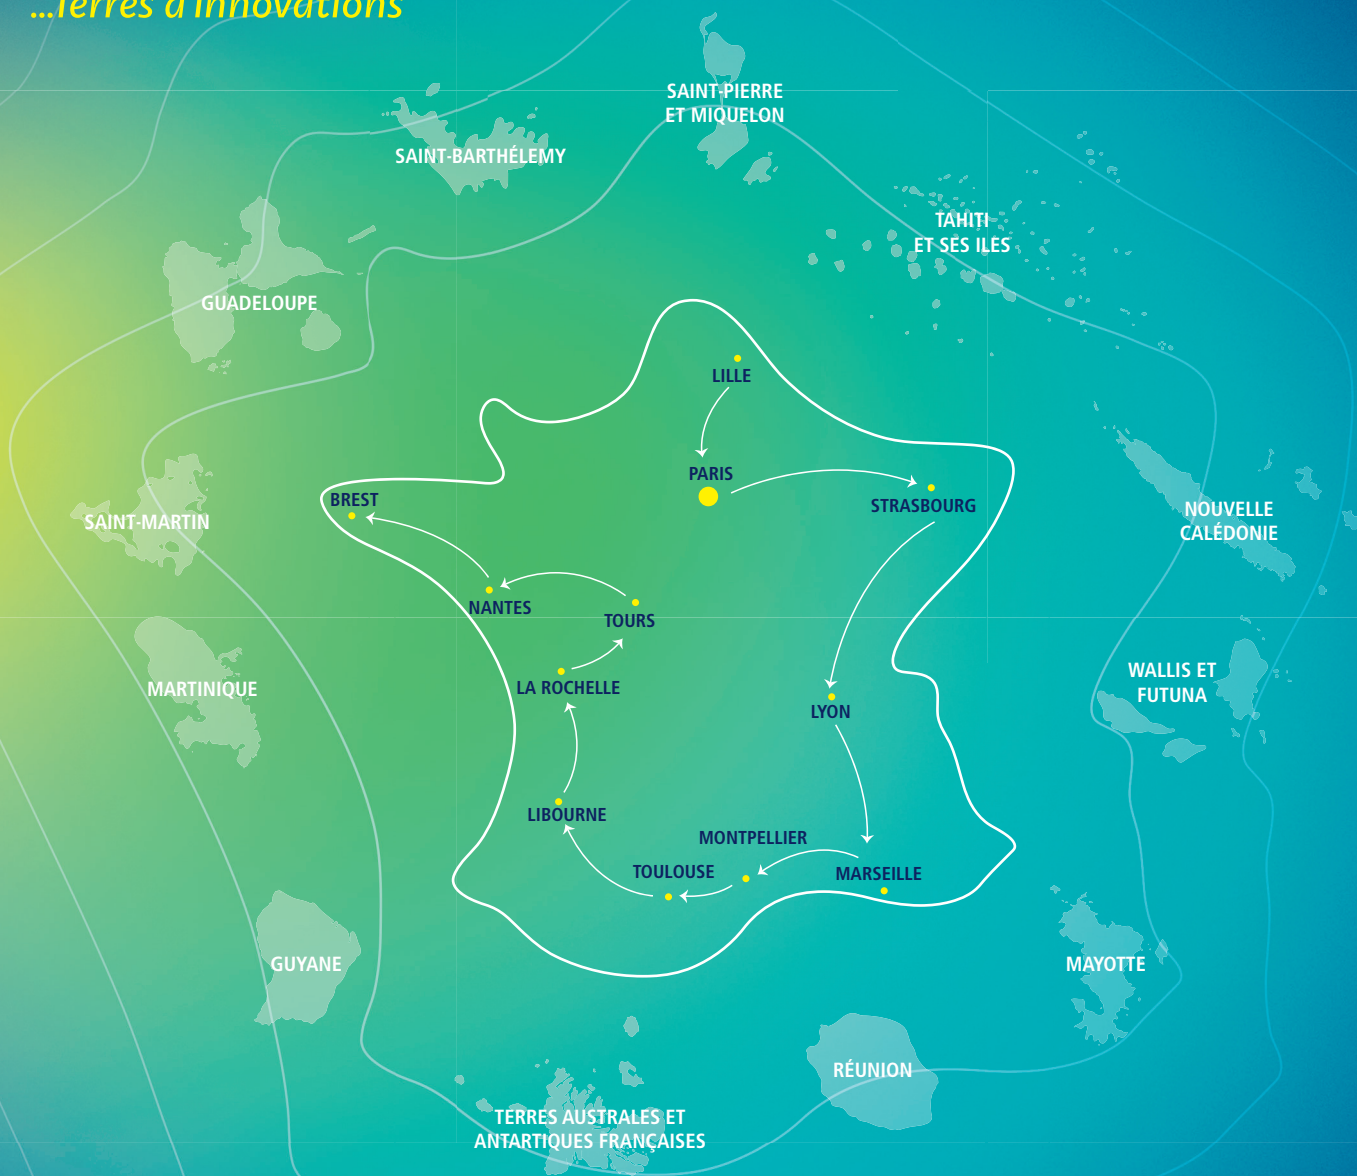 ...Terres d'innovations
SAINT-PIERRE
ET MIQUELON
SAINT-BARTHÉLEMY
TAHITI
ET SES ILES
GUADELOUPE
LILLE
PARIS
BREST
STRASBOURG
SAINT-MARTIN
NOUVELLE
CALÉDONIE
NANTES
TOURS
LA ROCHELLE
MARTINIQUE
WALLIS ET
FUTUNA
LYON
LIBOURNE
MONTPELLIER
TOULOUSE
MARSEILLE
GUYANE
MAYOTTE
RÉUNION
TERRES AUSTRALES ET
ANTARTIQUES FRANÇAISES